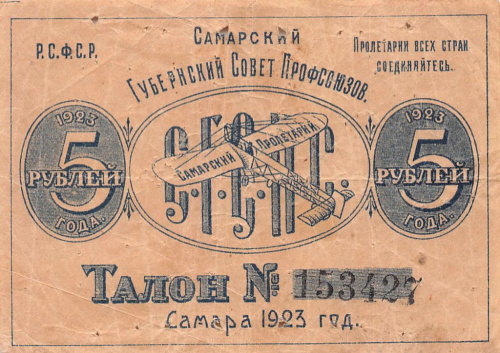 Р.С.Ф.С.Р.
Самарский
Губернский Совет Профсоюзов.
Пролетарии всех стран
соединяйтесь.
1923
5
рублей
года.
С.Г.С.П.С.
Самарский Пролетарий
1923
5
рублей
года.
Талон № 153427
Самара 1923 год.